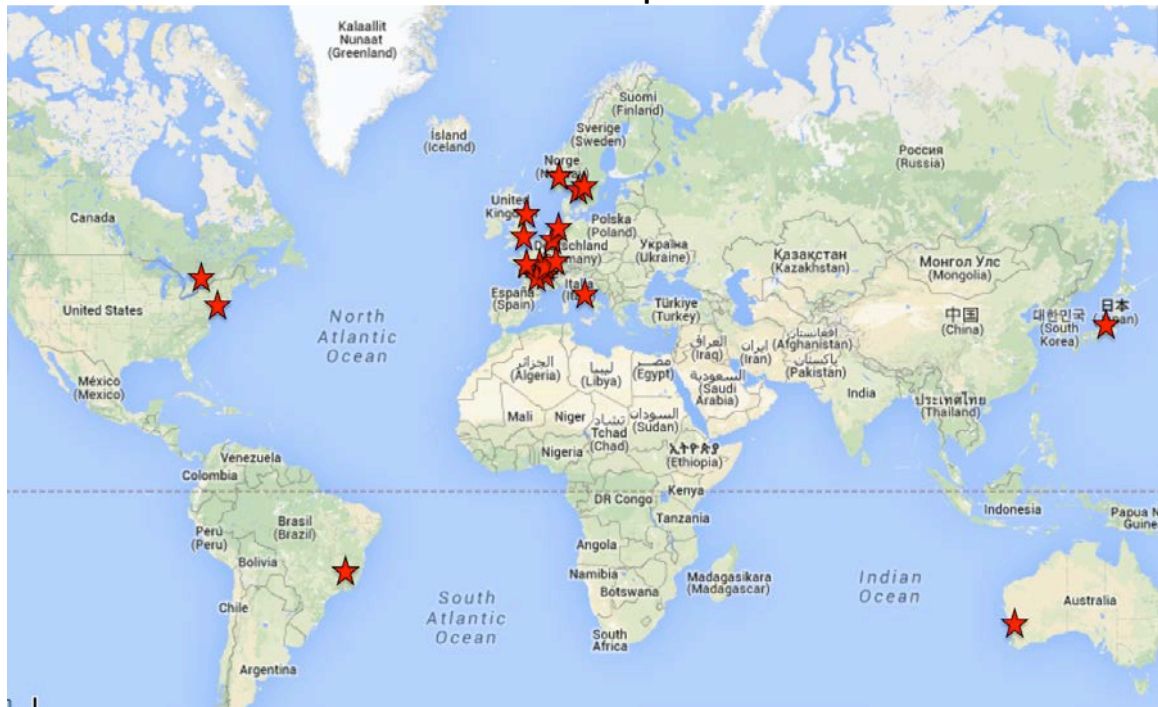 Kalaallit
Nunaat
(Greenland)
Suomi
(Finland)
Ísland
(Iceland)
Sverige
(Sweden)
Norge
Россия
(Russia)
United
Canada
Polska
(Poland)
Україна
(Ukraine)
Қазақстан
(Kazakhstan)
Монгол Улс
(Mongolia)
España
(Spain)
United States
Türkiye
(Turkey)
中国
(China)
대한민국
(South
Korea)
日本
North
Atlantic
Ocean
افغانستان
(Afghanistan)
ایران
(Iran)
العراق
(Iraq)
پاکستان
(Pakistan)
الجزائر
(Algeria)
ليبيا
(Libya)
مصر
(Egypt)
السعودية
(Saudi
Arabia)
México
(Mexico)
India
ประเทศไทย
(Thailand)
Mali
Niger
تشاد
Tchad
(Chad)
السودان
(Sudan)
Nigeria
ኢትዮጵያ
(Ethiopia)
Venezuela
Colombia
DR Congo
Kenya
Tanzania
Indonesia
Papua N
Guine
Perú
(Peru)
Brasil
(Brazil)
Bolivia
Angola
Namibia
Botswana
Madagasikara
(Madagascar)
Indian
Ocean
Australia
Chile
South
Atlantic
Ocean
South
Africa
Argentina